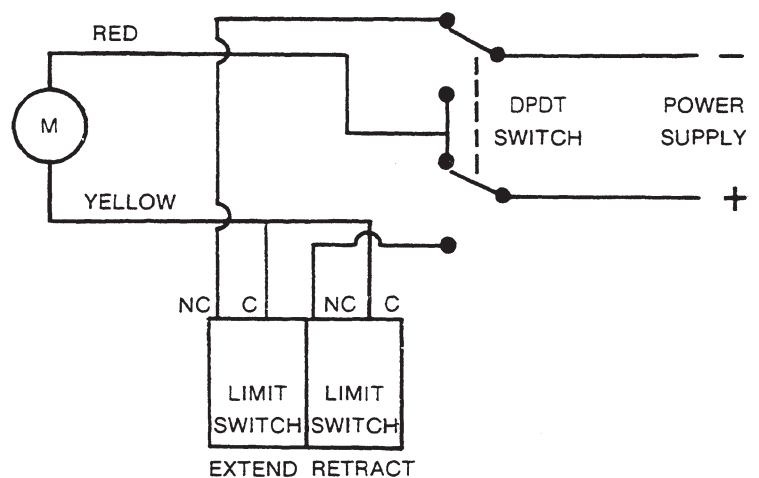 RED
M
DPDT
SWITCH
POWER
SUPPLY
−
+
YELLOW
NC C NC C
LIMIT
SWITCH
LIMIT
SWITCH
EXTEND RETRACT